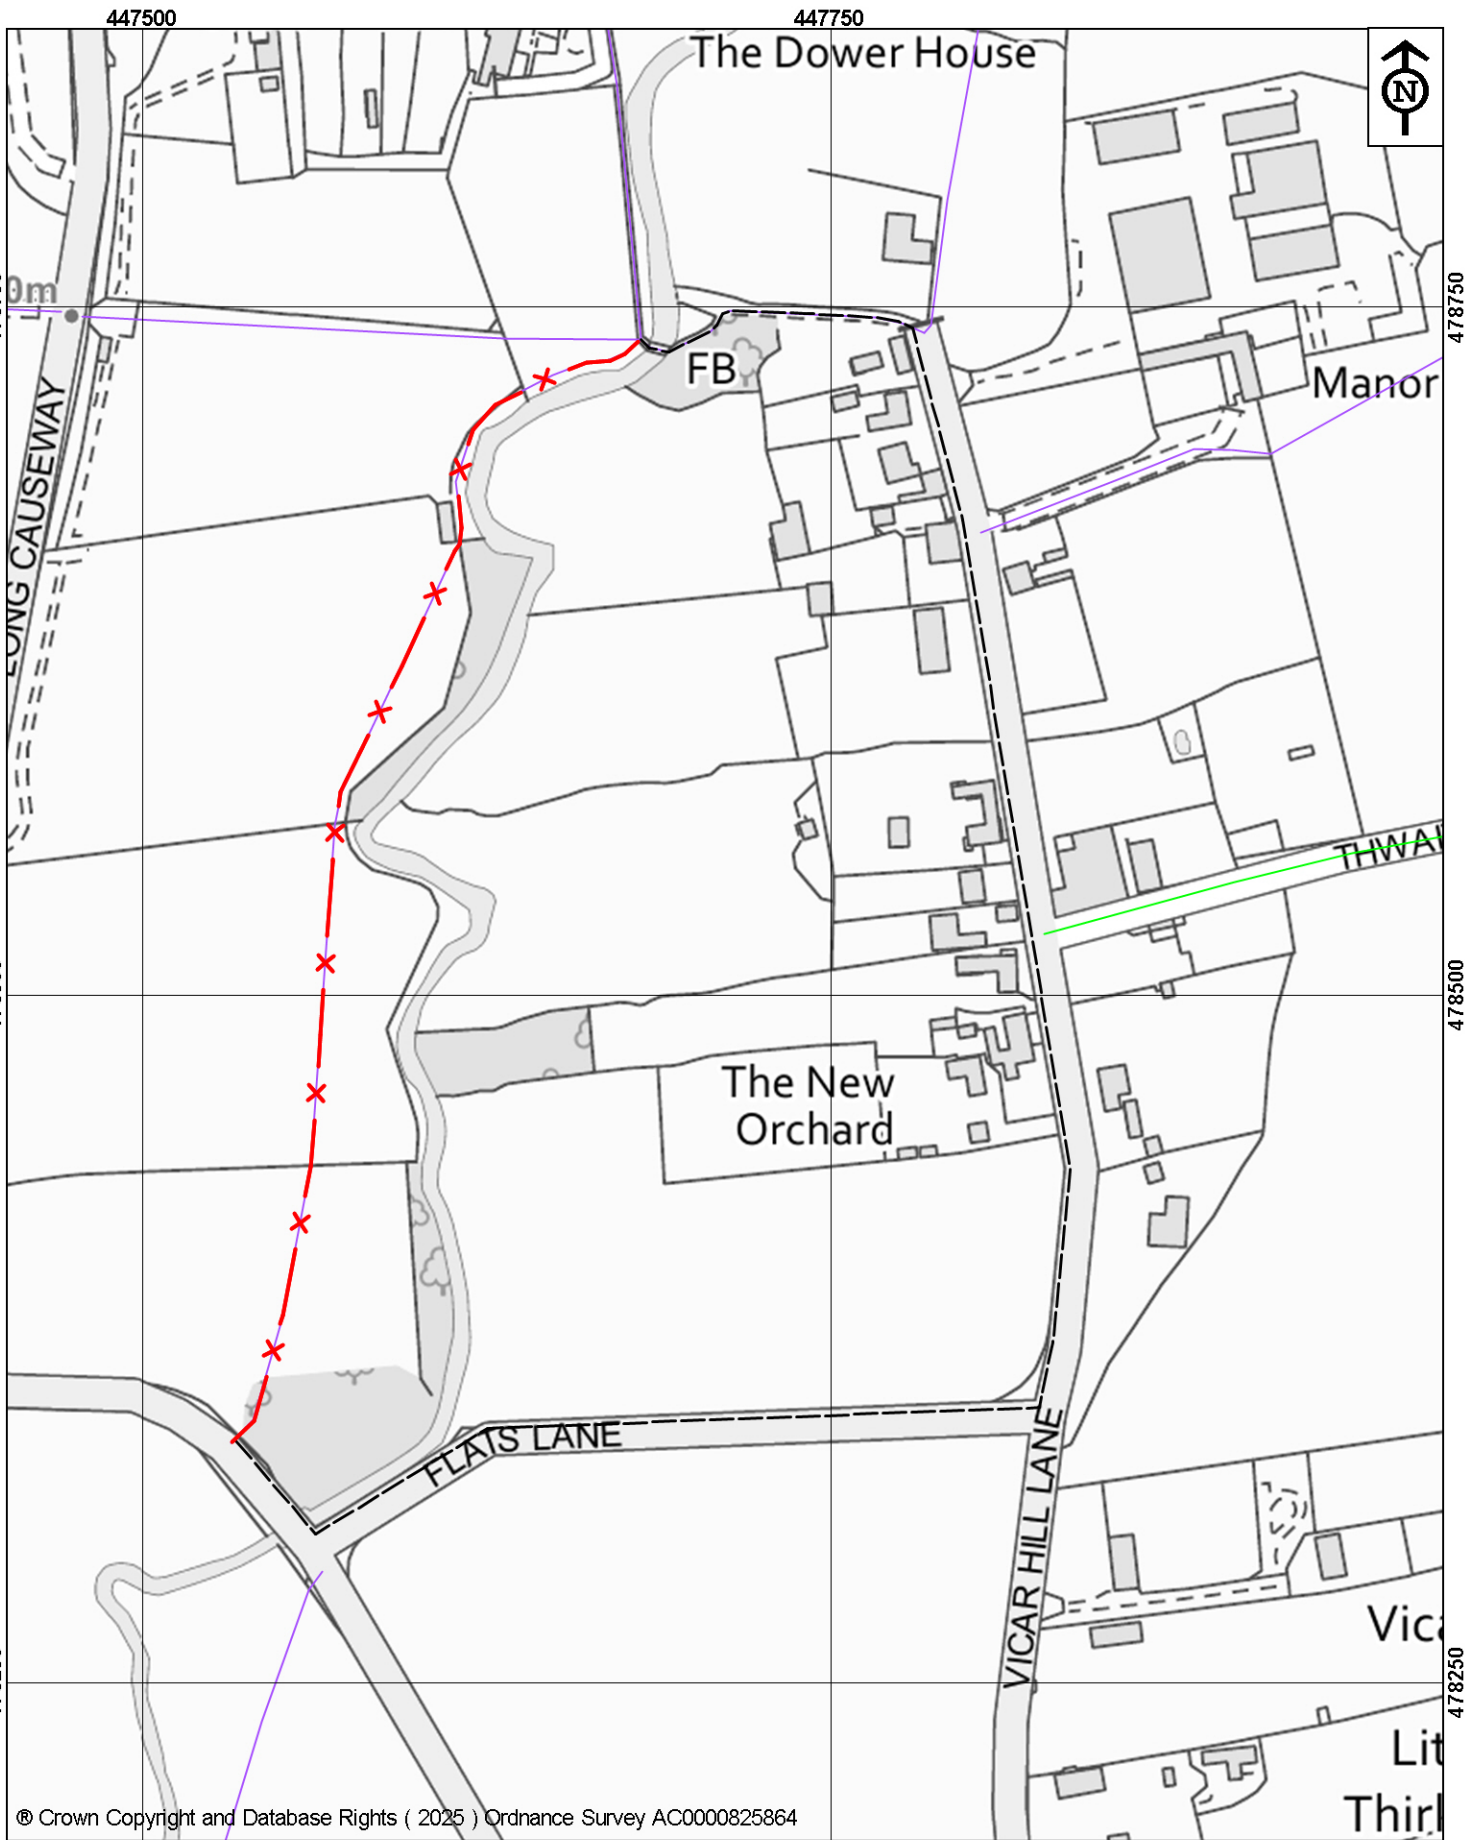 447500
447750
The Dower House
N
0m
478750
FB
Manor
LONG CAUSEWAY
THWAI
478500
The New
Orchard
FLATS LANE
VICAR HILL LANE
Vica
478250
Lit
Thirl
® Crown Copyright and Database Rights ( 2025 ) Ordnance Survey AC0000825864